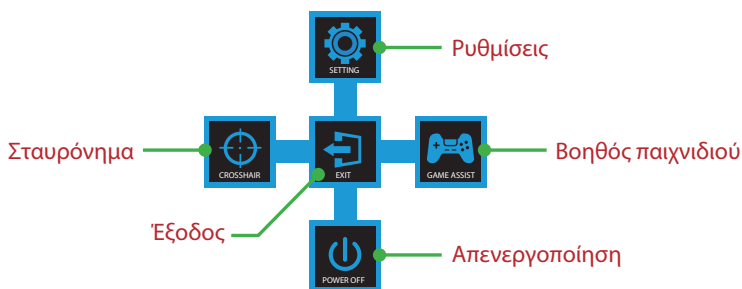 SETTING
Ρυθμίσεις
Σταυρόνημα
CROSSHAIR
EXIT
GAME ASSIST
Βοηθός παιχνιδιού
Έξοδος
POWER OFF
Απενεργοποίηση